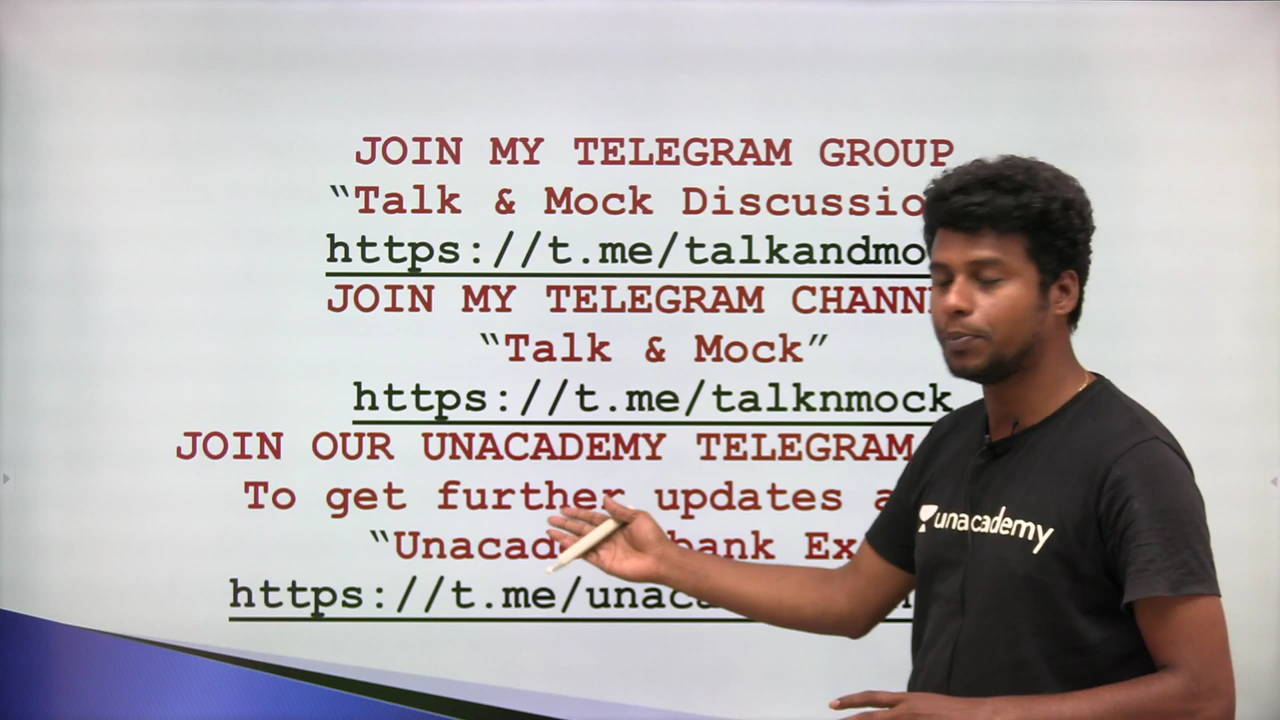 JOIN MY TELEGRAM GROUP
“Talk & Mock Discussio
https://t.me/talkandmo
JOIN MY TELEGRAM CHANN
“Talk & Mock”
https://t.me/talknmock
JOIN OUR UNACADEMY TELEGRAM
To get further updates a
“Unacad bank Ex
https://t.me/unaca
unacademy